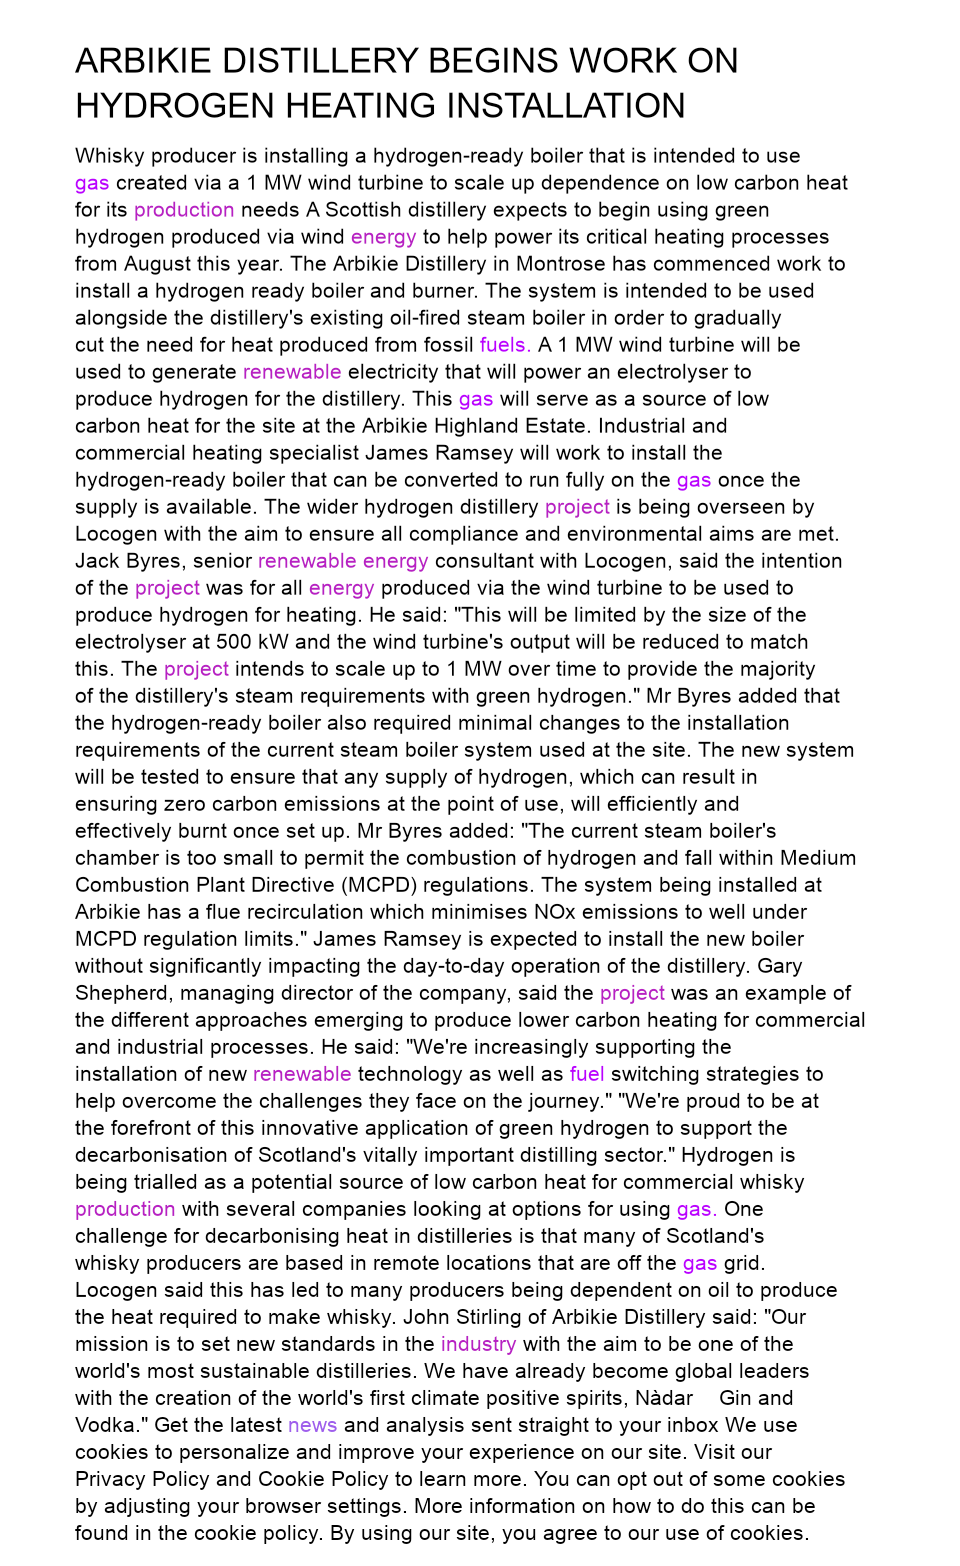 ARBIKIE DISTILLERY BEGINS WORK ON
HYDROGEN HEATING INSTALLATION
Whisky producer is installing a hydrogen-ready boiler that is intended to use
gas created via a 1 MW wind turbine to scale up dependence on low carbon heat
for its production needs A Scottish distillery expects to begin using green
hydrogen produced via wind energy to help power its critical heating processes
from August this year. The Arbikie Distillery in Montrose has commenced work to
install a hydrogen ready boiler and burner. The system is intended to be used
alongside the distillery's existing oil-fired steam boiler in order to gradually
cut the need for heat produced from fossil fuels. A 1 MW wind turbine will be
used to generate renewable electricity that will power an electrolyser to
produce hydrogen for the distillery. This gas will serve as a source of low
carbon heat for the site at the Arbikie Highland Estate. Industrial and
commercial heating specialist James Ramsey will work to install the
hydrogen-ready boiler that can be converted to run fully on the gas once the
supply is available. The wider hydrogen distillery project is being overseen by
Locogen with the aim to ensure all compliance and environmental aims are met.
Jack Byres, senior renewable energy consultant with Locogen, said the intention
of the project was for all energy produced via the wind turbine to be used to
produce hydrogen for heating. He said: "This will be limited by the size of the
electrolyser at 500 kW and the wind turbine's output will be reduced to match
this. The project intends to scale up to 1 MW over time to provide the majority
of the distillery's steam requirements with green hydrogen." Mr Byres added that
the hydrogen-ready boiler also required minimal changes to the installation
requirements of the current steam boiler system used at the site. The new system
will be tested to ensure that any supply of hydrogen, which can result in
ensuring zero carbon emissions at the point of use, will efficiently and
effectively burnt once set up. Mr Byres added: "The current steam boiler's
chamber is too small to permit the combustion of hydrogen and fall within Medium
Combustion Plant Directive (MCPD) regulations. The system being installed at
Arbikie has a flue recirculation which minimises NOx emissions to well under
MCPD regulation limits." James Ramsey is expected to install the new boiler
without significantly impacting the day-to-day operation of the distillery. Gary
Shepherd, managing director of the company, said the project was an example of
the different approaches emerging to produce lower carbon heating for commercial
and industrial processes. He said: "We're increasingly supporting the
installation of new renewable technology as well as fuel switching strategies to
help overcome the challenges they face on the journey." "We're proud to be at
the forefront of this innovative application of green hydrogen to support the
decarbonisation of Scotland's vitally important distilling sector." Hydrogen is
being trialled as a potential source of low carbon heat for commercial whisky
production with several companies looking at options for using gas. One
challenge for decarbonising heat in distilleries is that many of Scotland's
whisky producers are based in remote locations that are off the gas grid.
Locogen said this has led to many producers being dependent on oil to produce
the heat required to make whisky. John Stirling of Arbikie Distillery said: "Our
mission is to set new standards in the industry with the aim to be one of the
world's most sustainable distilleries. We have already become global leaders
with the creation of the world's first climate positive spirits, Nàdar Gin and
Vodka." Get the latest news and analysis sent straight to your inbox We use
cookies to personalize and improve your experience on our site. Visit our
Privacy Policy and Cookie Policy to learn more. You can opt out of some cookies
by adjusting your browser settings. More information on how to do this can be
found in the cookie policy. By using our site, you agree to our use of cookies.